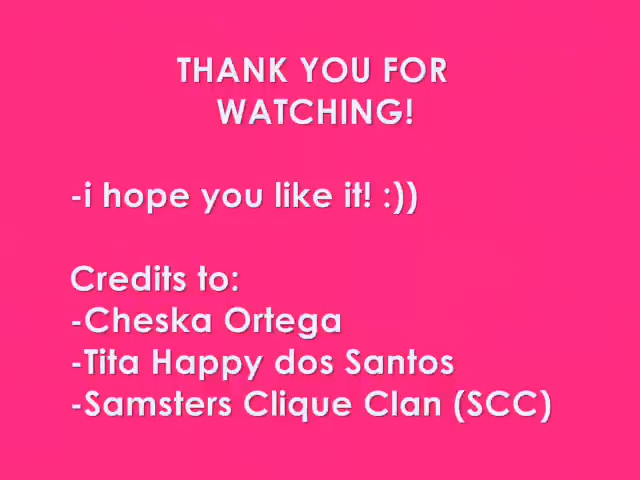 THANK YOU FOR
WATCHING!
-i hope you like it! :))
Credits to:
-Cheska Ortega
-Tita Happy dos Santos
-Samsters Clique Clan (SCC)